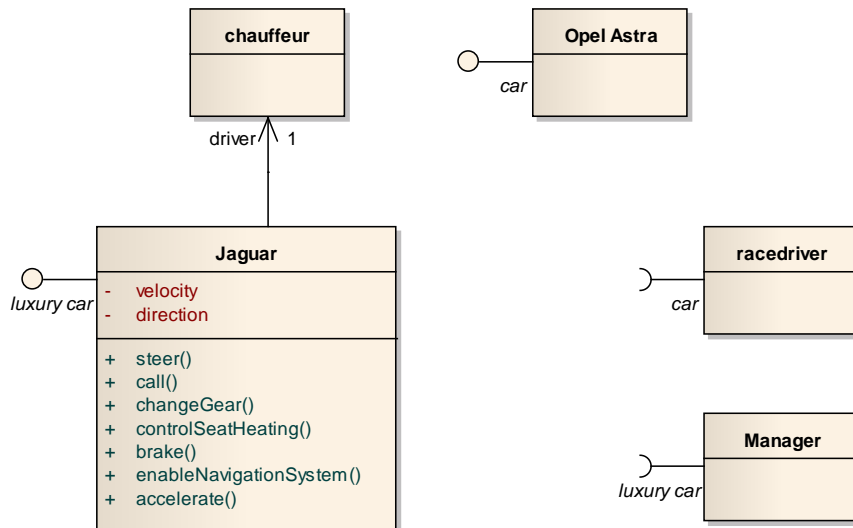 chauffeur
Opel Astra
car
driver 1
Jaguar
luxury car
- velocity
- direction
+ steer()
+ call()
+ changeGear()
+ controlSeatHeating()
+ brake()
+ enableNavigationSystem()
+ accelerate()
racedriver
car
Manager
luxury car